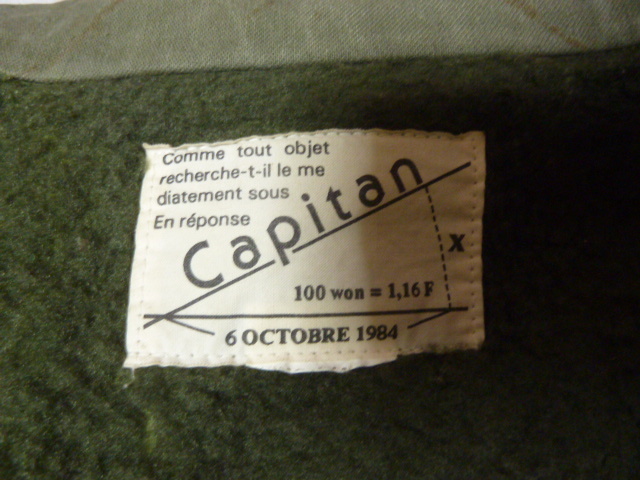 Comme tout objet
recherche-t-il le me
diatement sous
En réponse
Capitan
x
100 won = 1,16 F
6 OCTOBRE 1984